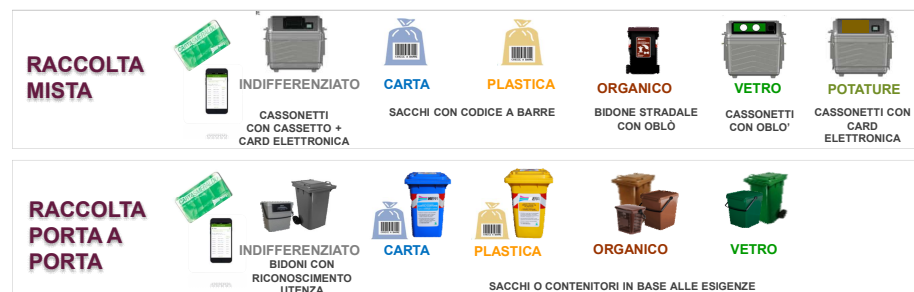 RACCOLTA
MISTA
INDIFFERENZIATO
CARTA
PLASTICA
ORGANICO
VETRO
POTATURE
CASSONETTI
CON CASSETTO +
CARD ELETTRONICA
SACCHI CON CODICE A BARRE
BIDONE STRADALE
CON OBLÒ
CASSONETTI
CON OBLO'
CASSONETTI CON
CARD
ELETTRONICA
RACCOLTA
PORTA A
PORTA
INDIFFERENZIATO
CARTA
PLASTICA
ORGANICO
VETRO
BIDONI CON
RICONOSCIMENTO
UTENZA
SACCHI O CONTENITORI IN BASE ALLE ESIGENZE